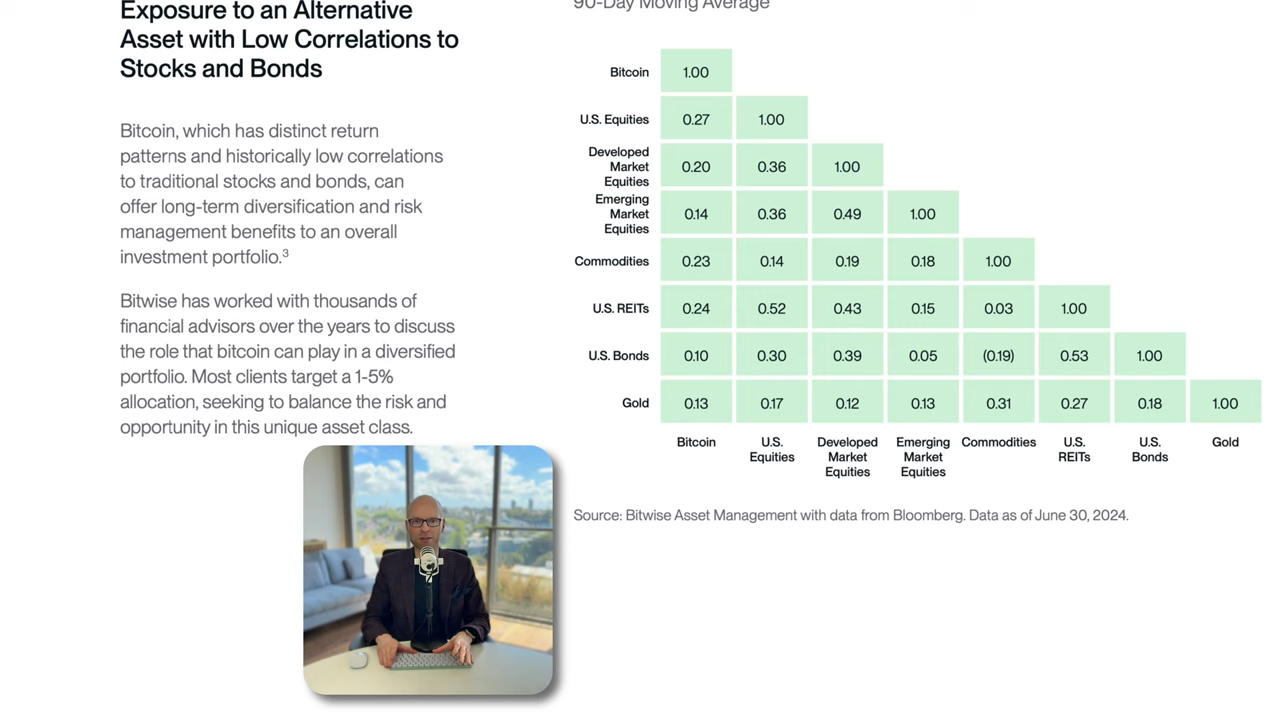 Exposure to an Alternative
Asset with Low Correlations to
Stocks and Bonds
Bitcoin, which has distinct return
patterns and historically low correlations
to traditional stocks and bonds, can
offer long-term diversification and risk
management benefits to an overall
investment portfolio.3
Bitwise has worked with thousands of
financial advisors over the years to discuss
the role that bitcoin can play in a diversified
portfolio. Most clients target a 1-5%
allocation, seeking to balance the risk and
opportunity in this unique asset class.
90-Day Moving Average
Bitcoin 1.00
U.S. Equities 0.27 1.00
Developed
Market
Equities 0.20 0.36 1.00
Emerging
Market
Equities 0.14 0.36 0.49 1.00
Commodities 0.23 0.14 0.19 0.18 1.00
U.S. REITs 0.24 0.52 0.43 0.15 0.03 1.00
U.S. Bonds 0.10 0.30 0.39 0.05 (0.19) 0.53 1.00
Gold 0.13 0.17 0.12 0.13 0.31 0.27 0.18 1.00
Bitcoin U.S. Developed Emerging Commodities U.S. U.S. Gold
Equities Market Market REITs Bonds
Equities Equities
Source: Bitwise Asset Management with data from Bloomberg. Data as of June 30, 2024.